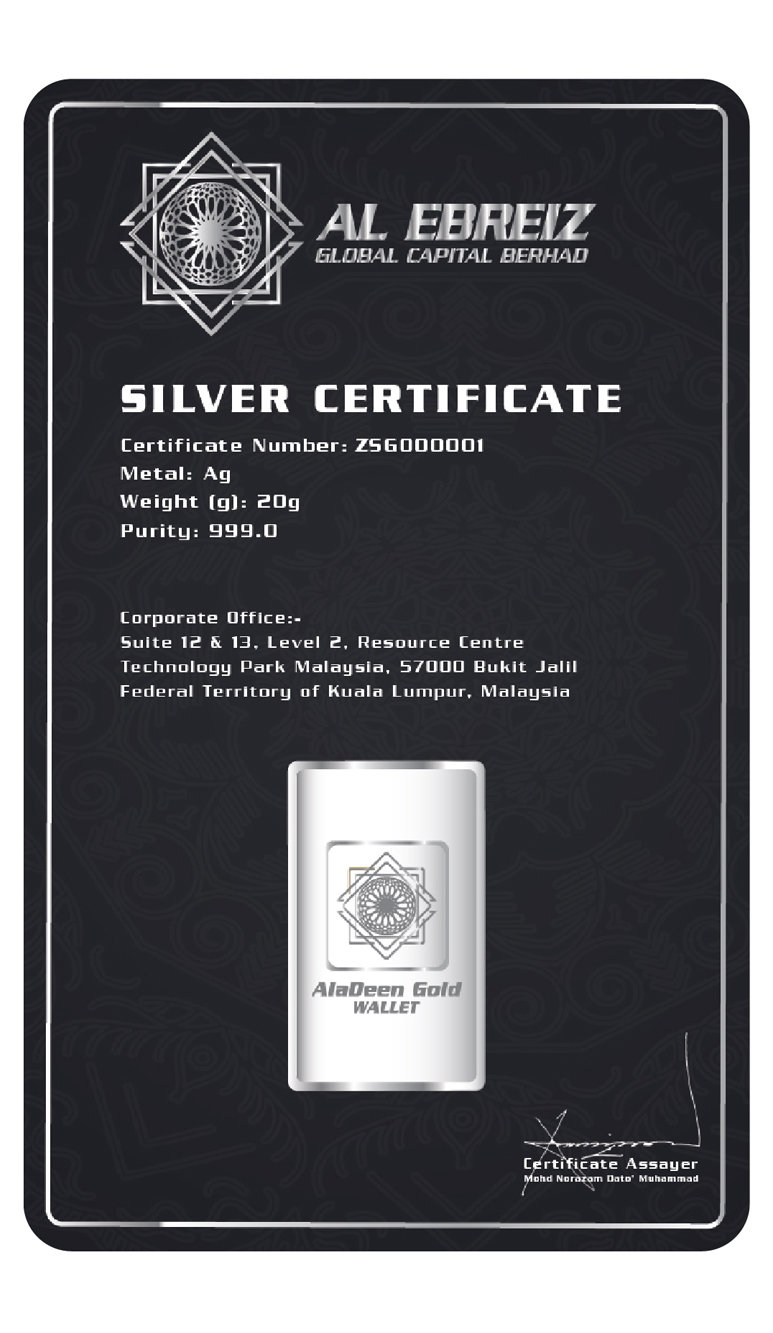 AL EBREIZ
GLOBAL CAPITAL BERHAD
SILVER CERTIFICATE
Certificate Number: ZSG000001
Metal: Ag
Weight (g): 20g
Purity: 999.0
Corporate Office:-
Suite 12 & 13, Level 2, Resource Centre
Technology Park Malaysia, 57000 Bukit Jalil
Federal Territory of Kuala Lumpur, Malaysia
AlaDeen Gold
WALLET
Certificate Assayer
Mohd Norazam Dato' Muhammad